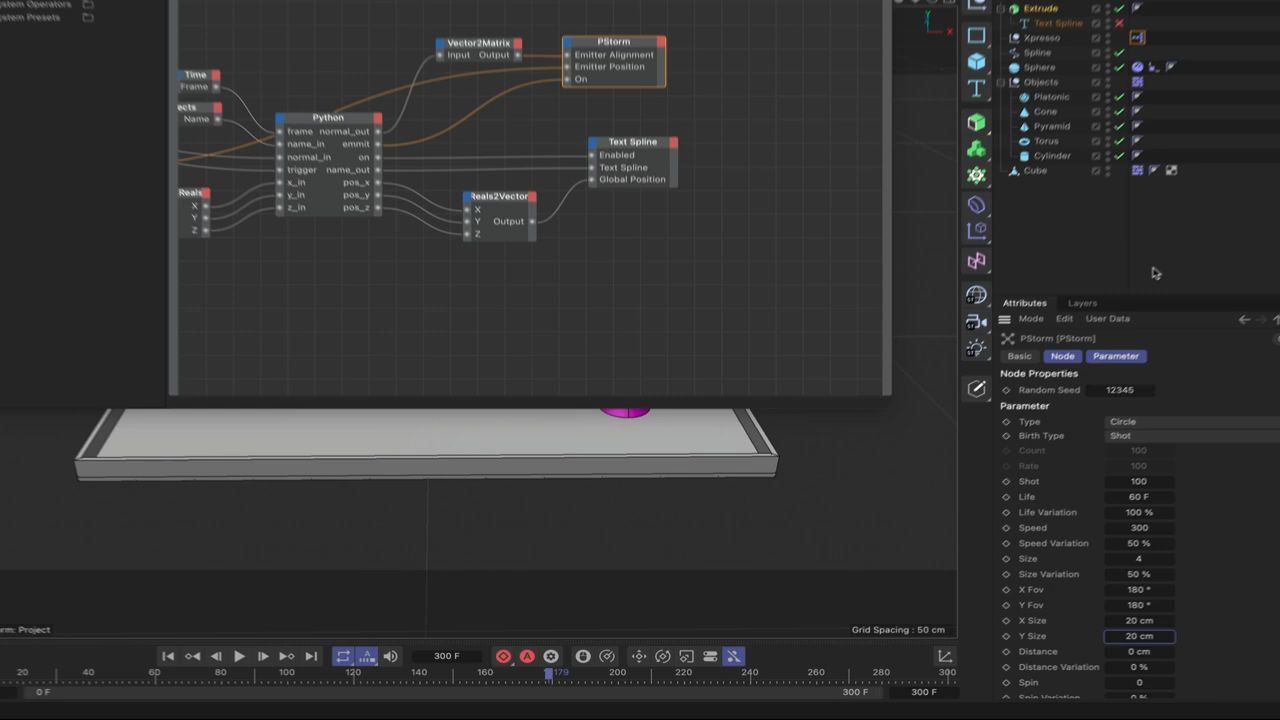 ystem Operators
ystem Presets
Time
Frame
ects
Name
Reals
X
Y
Z
Python
frame normal_out
name_in emmit
normal_in on
trigger name_out
x_in pos_x
y_in pos_y
z_in pos_z
Vector2Matrix
Input Output
PStorm
Emitter Alignment
Emitter Position
On
Text Spline
Enabled
Text Spline
Global Position
Reals2Vector
X
Y Output
Z
Y
X
Extrude
Text Spline
Xpresso
Spline
Sphere
Objects
Platonic
Cone
Pyramid
Torus
Cylinder
Cube
Attributes Layers
Mode Edit User Data
PStorm [PStorm]
Basic Node Parameter
Node Properties
Random Seed 12345
Parameter
Type Circle
Birth Type Shot
Count 100
Rate 100
Shot 100
Life 60 F
Life Variation 100 %
Speed 300
Speed Variation 50 %
Size 4
Size Variation 50 %
X Fov 180 °
Y Fov 180 °
X Size 20 cm
Y Size 20 cm
Distance 0 cm
Distance Variation 0 %
Spin 0
Spin Variation 0 %
rm: Project
Grid Spacing : 50 cm
300 F
20 40 60 80 100 120 140 160 179 200 220 240 260 280 300
0 F 300 F 300 F